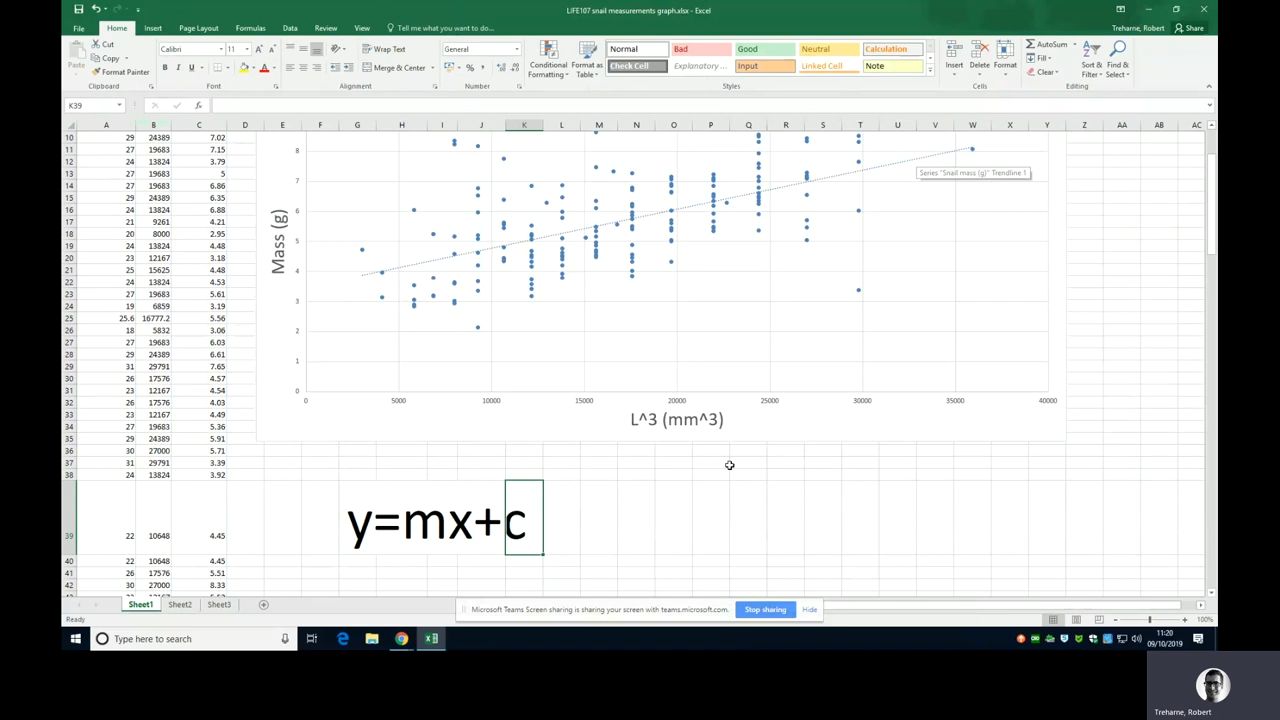 LIFE107 snail measurements graph.xlsx - Excel
File Home Insert Page Layout Formulas Data Review View Tell me what you want to do... Treharne, Robert Share
Cut Calibri 11 Wrap Text General Normal Bad Good Neutral Calculation AutoSum
Copy Check Cell Explanatory ... Input Linked Cell Note Fill
Paste Format Painter Merge & Center Conditional Formatting Format as Table Insert Delete Format Clear Sort & Filter Find & Select
Clipboard Font Alignment Number Styles Cells Editing
K39 fx
A B C D E F G H I J K L M N O P Q R S T U V W X Y Z AA AB AC
10 29 24389 7.02
11 27 19683 7.15
12 24 13824 3.79
13 27 19683 5
14 27 19683 6.86
15 29 24389 6.35
16 24 13824 6.88
17 21 9261 4.21
18 20 8000 2.95
19 24 13824 4.48
20 23 12167 3.18
21 25 15625 4.48
22 24 13824 4.53
23 27 19683 5.61
24 19 6859 3.19
25 25.6 16777.2 5.56
26 18 5832 3.06
27 27 19683 6.03
28 29 24389 6.61
29 31 29791 7.65
30 26 17576 4.57
31 23 12167 4.54
32 26 17576 4.03
33 23 12167 4.49
34 27 19683 5.36
35 29 24389 5.91
36 30 27000 5.71
37 31 29791 3.39
38 24 13824 3.92
39 22 10648 4.45
40 22 10648 4.45
41 26 17576 5.51
42 30 27000 8.33
8
7
6
5
4
3
2
1
0
Mass (g)
Series "Snail mass (g)" Trendline 1
0 5000 10000 15000 20000 25000 30000 35000 40000
L^3 (mm^3)
y=mx+c
Sheet1 Sheet2 Sheet3
Microsoft Teams Screen sharing is sharing your screen with teams.microsoft.com. Stop sharing Hide
Ready 100%
Type here to search
11:20
09/10/2019
Treharne, Robert